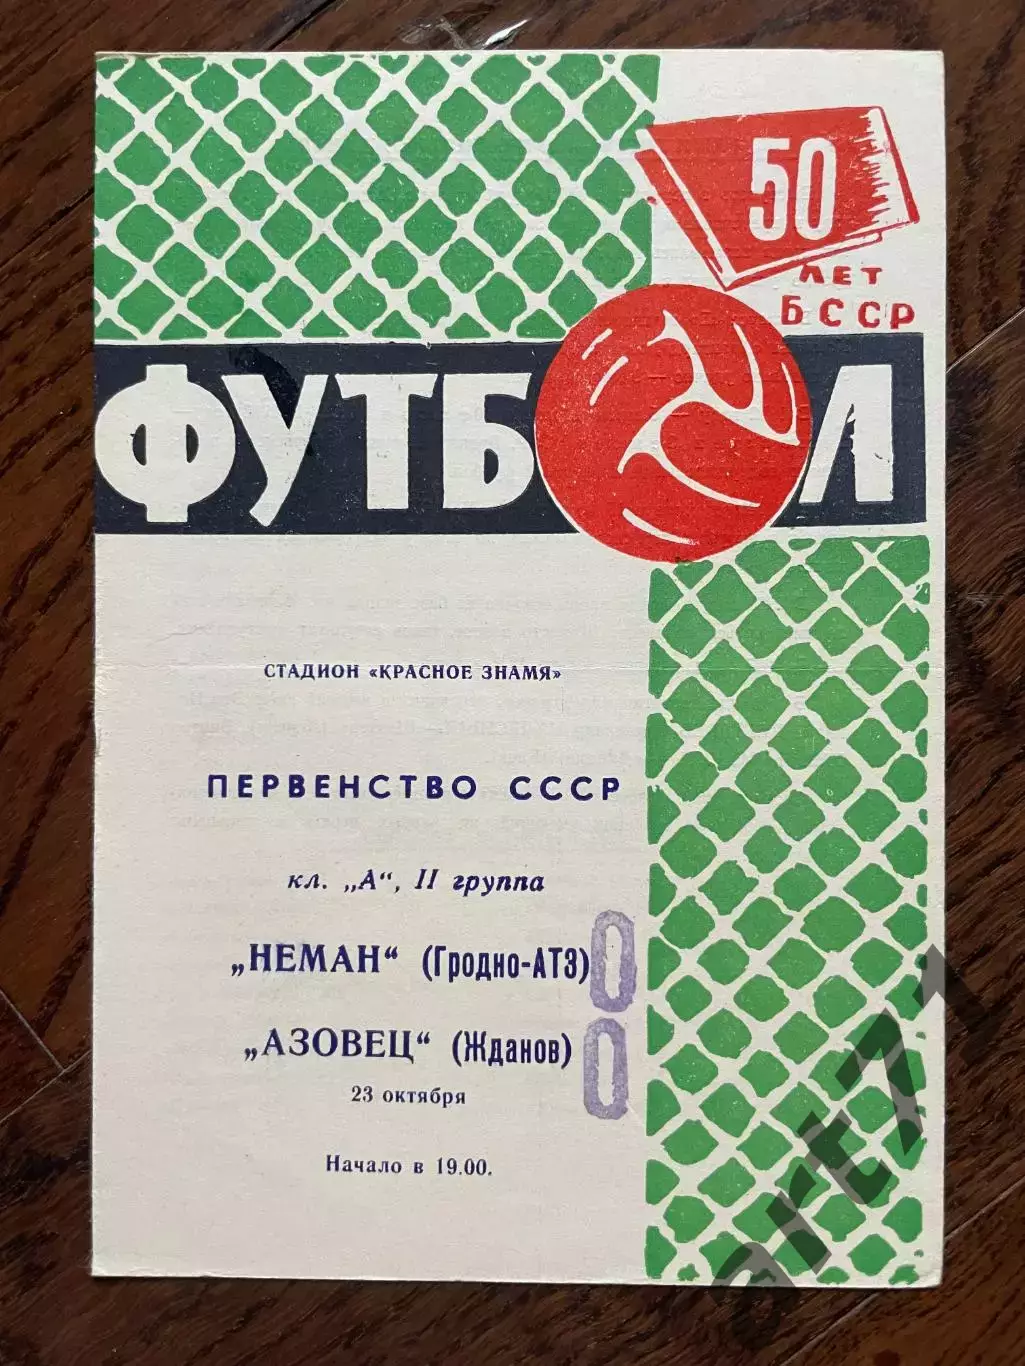 50
ЛЕТ
БССР
ФУТБОЛ
СТАДИОН «КРАСНОЕ ЗНАМЯ»
ПЕРВЕНСТВО СССР
кл. „А“, II группа
„НЕМАН“ (Гродно-АТЗ) 0
„АЗОВЕЦ“ (Жданов) 0
23 октября
Начало в 19.00.
art71